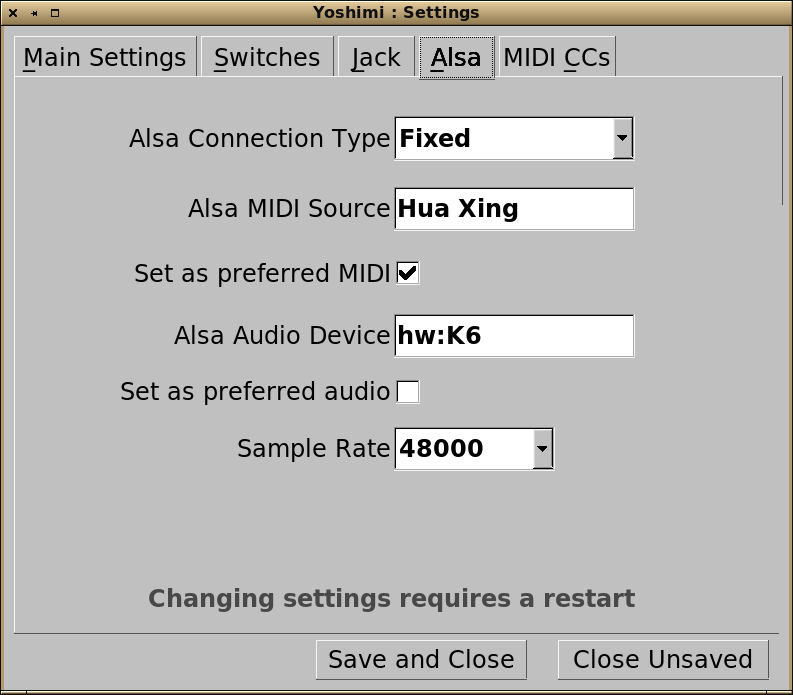 Yoshimi : Settings
Main Settings Switches Jack Alsa MIDI CCs
Alsa Connection Type Fixed
Alsa MIDI Source Hua Xing
Set as preferred MIDI
Alsa Audio Device hw:K6
Set as preferred audio
Sample Rate 48000
Changing settings requires a restart
Save and Close Close Unsaved